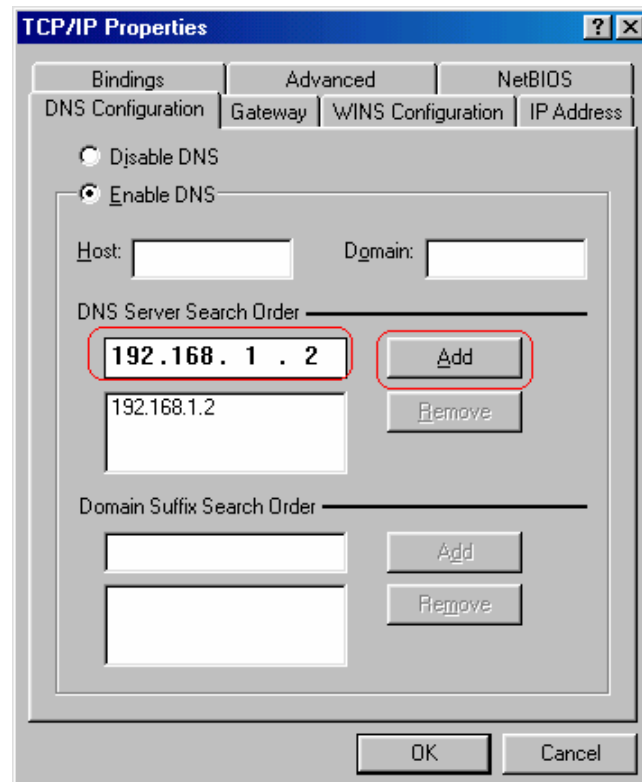 TCP/IP Properties
? X
Bindings Advanced NetBIOS
DNS Configuration Gateway WINS Configuration IP Address
Disable DNS
Enable DNS
Host: Domain:
DNS Server Search Order
192.168. 1 . 2 Add
192.168.1.2 Remove
Domain Suffix Search Order
Add
Remove
OK Cancel